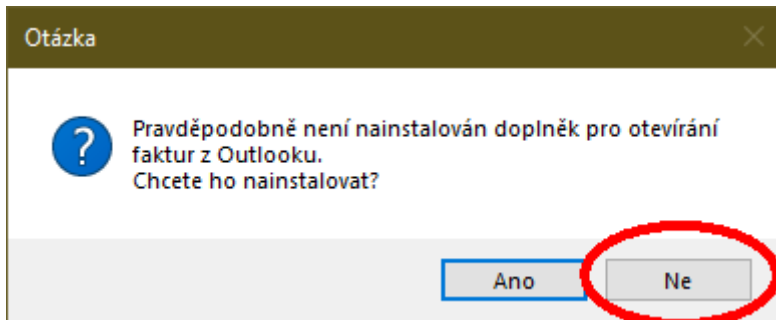 Otázka
Pravděpodobně není nainstalován doplněk pro otevírání
faktur z Outlooku.
Chcete ho nainstalovat?
Ano
Ne